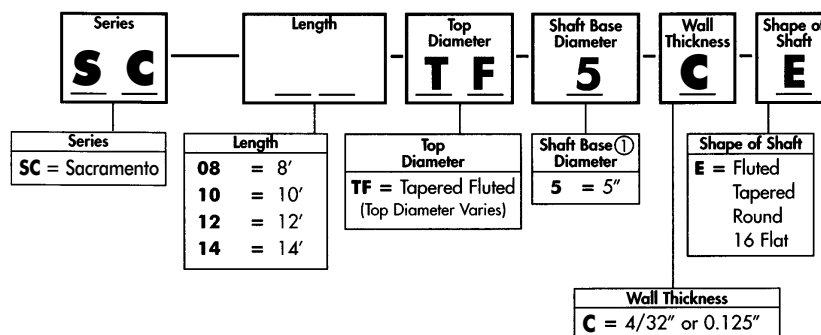 Series
S C
Length
Top
Diameter
T F
Shaft Base
Diameter
5
Wall
Thickness
C
Shape of
Shaft
E
Series
SC = Sacramento
Length
08 = 8'
10 = 10'
12 = 12'
14 = 14'
Top
Diameter
TF = Tapered Fluted
(Top Diameter Varies)
Shaft Base ①
Diameter
5 = 5"
Shape of Shaft
E = Fluted
Tapered
Round
16 Flat
Wall Thickness
C = 4/32" or 0.125"